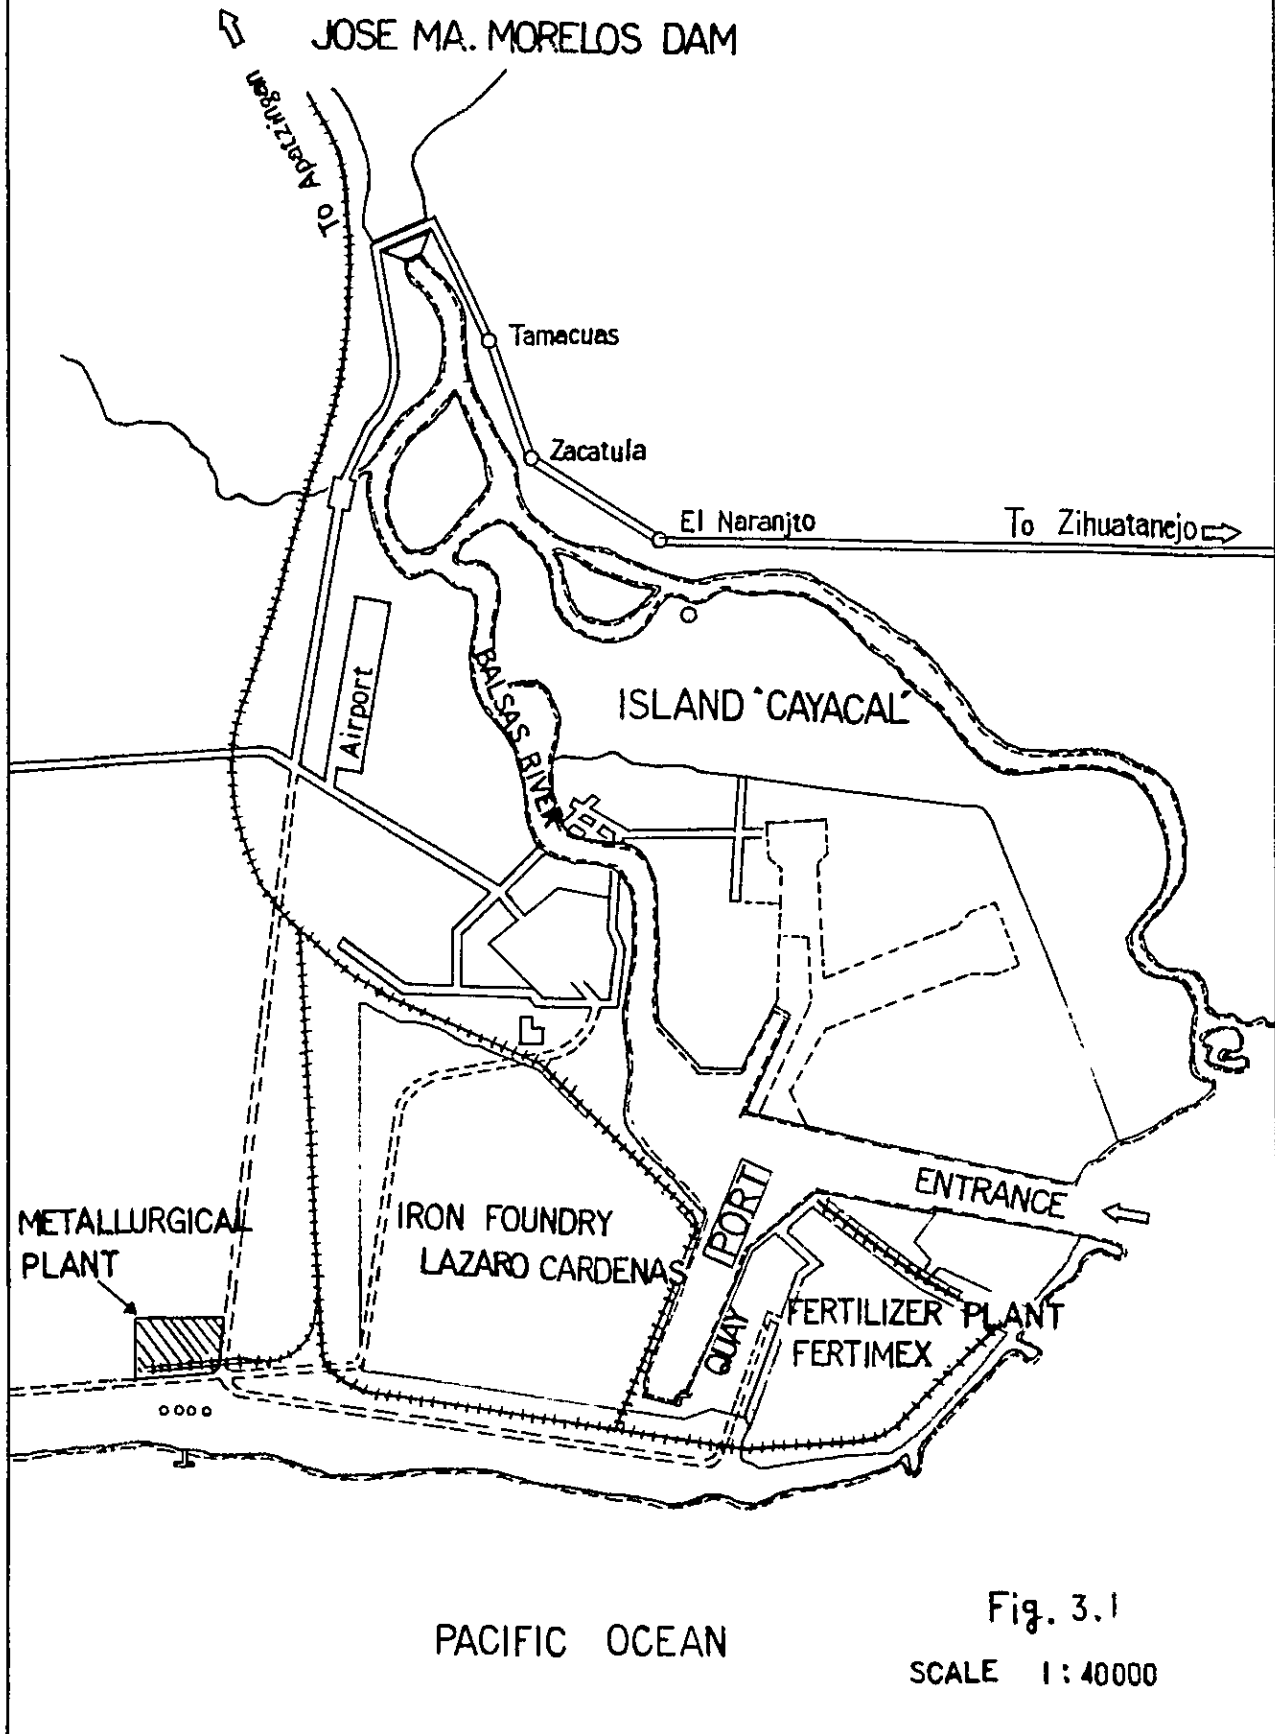 JOSE MA. MORELOS DAM
To Apatzingan
Tamacuas
Zacatula
El Naranjto
To Zihuatanejo
Airport
BALSAS RIVER
ISLAND "CAYACAL"
ENTRANCE
PORT
METALLURGICAL
PLANT
IRON FOUNDRY
LAZARO CARDENAS
QUAY
FERTILIZER PLANT
FERTIMEX
PACIFIC OCEAN
Fig. 3.1
SCALE 1:40000